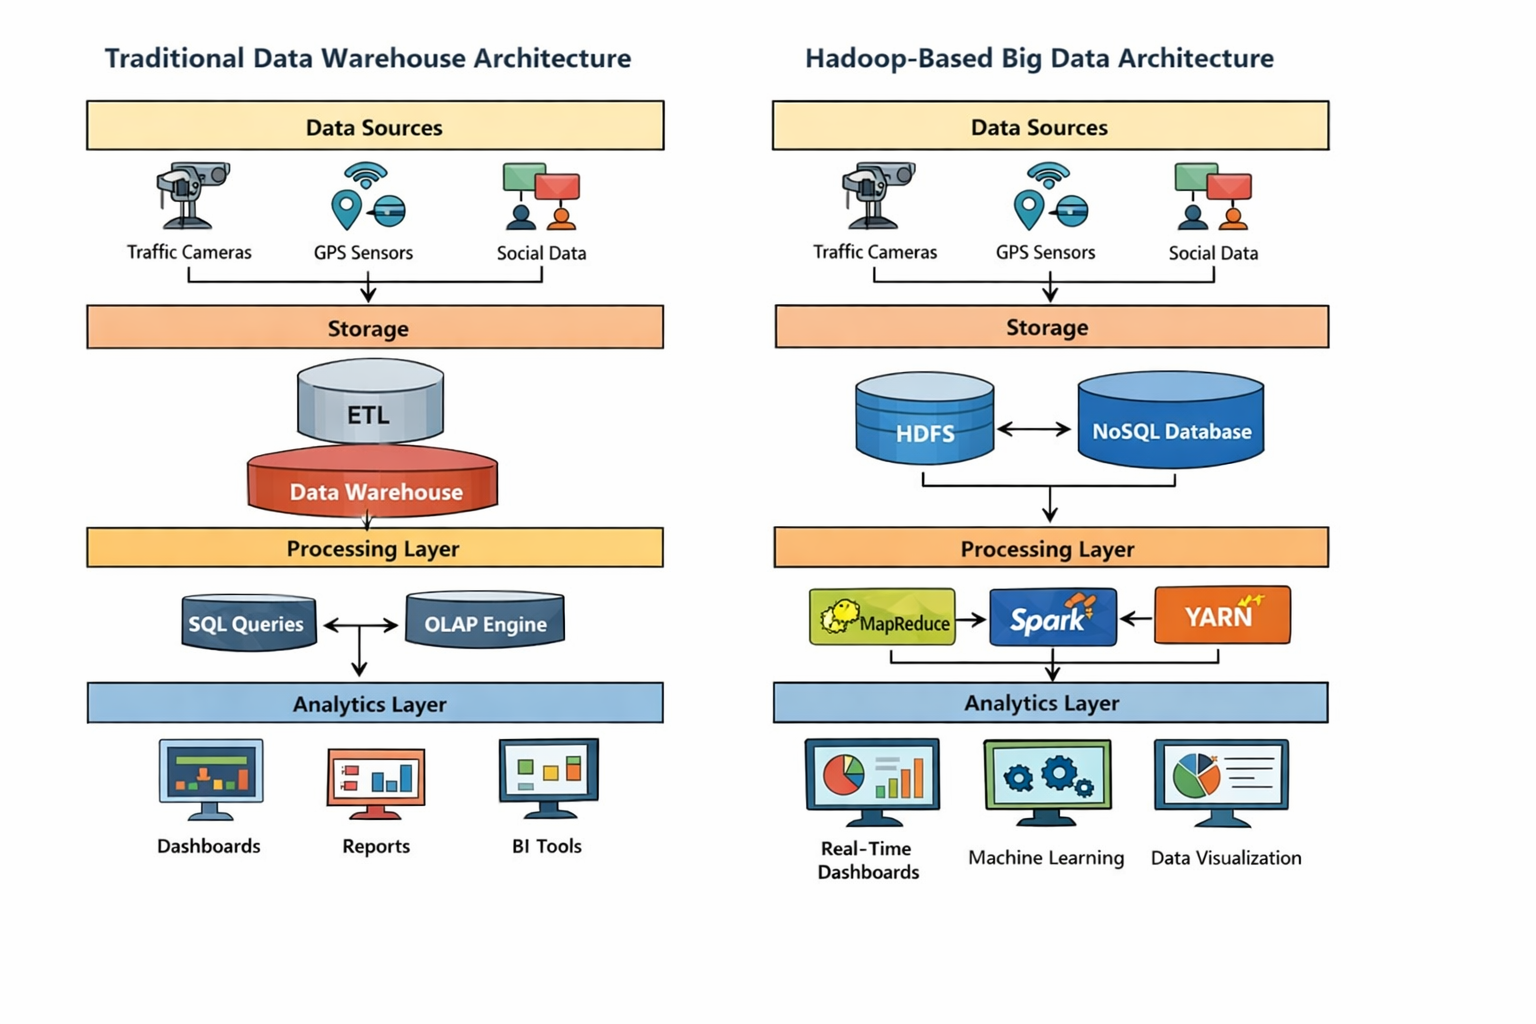 Traditional Data Warehouse Architecture
Data Sources
Traffic Cameras
GPS Sensors
Social Data
Storage
ETL
Data Warehouse
Processing Layer
SQL Queries
OLAP Engine
Analytics Layer
Dashboards
Reports
BI Tools
Hadoop-Based Big Data Architecture
Data Sources
Traffic Cameras
GPS Sensors
Social Data
Storage
HDFS
NoSQL Database
Processing Layer
MapReduce
Spark
YARN
Analytics Layer
Real-Time
Dashboards
Machine Learning
Data Visualization